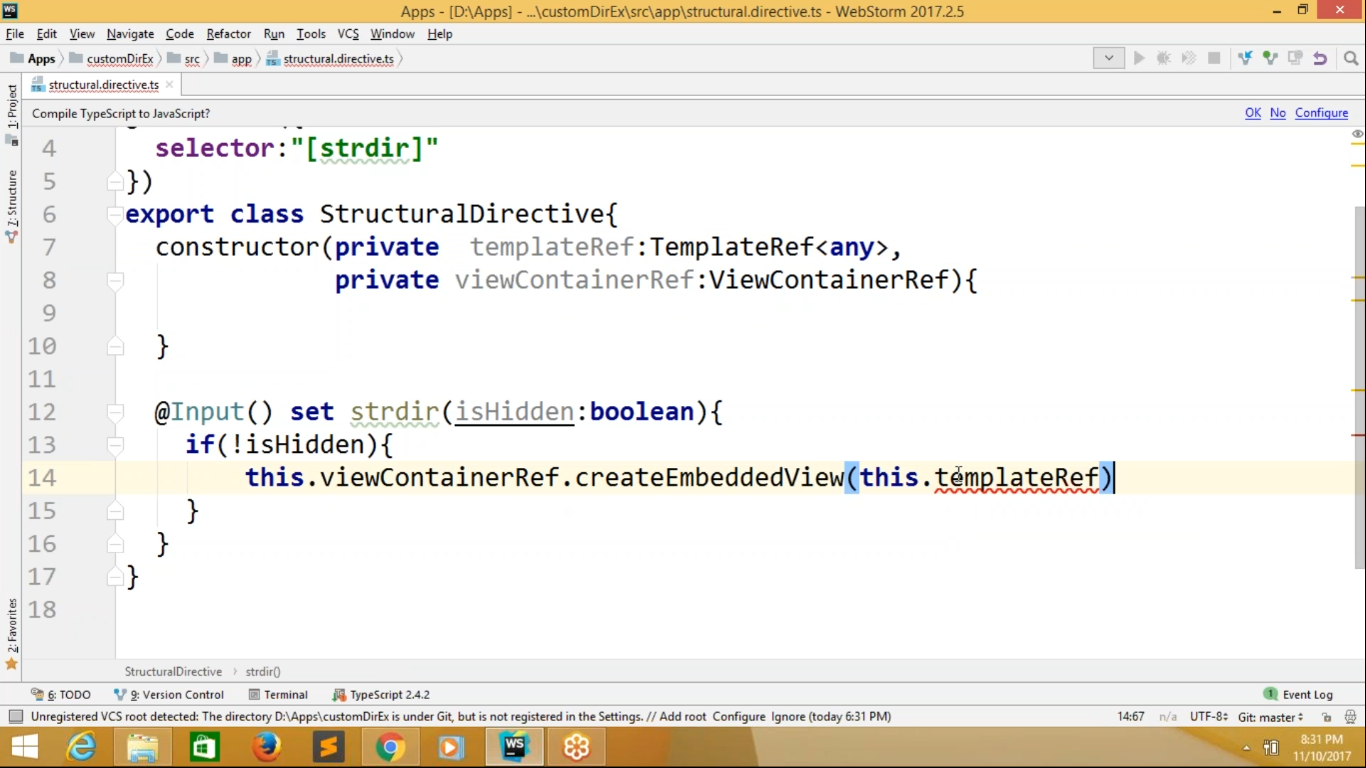 WS
Apps - [D:\Apps] - ...\customDirEx\src\app\structural.directive.ts - WebStorm 2017.2.5
File Edit View Navigate Code Refactor Run Tools VCS Window Help
Apps customDirEx src app structural.directive.ts
structural.directive.ts
1: Project
Z: Structure
2: Favorites
Compile TypeScript to JavaScript?
OK No Configure
4 selector:"[strdir]"
5 })
6 export class StructuralDirective{
7 constructor(private templateRef:TemplateRef<any>,
8 private viewContainerRef:ViewContainerRef){
9
10 }
11
12 @Input() set strdir(isHidden:boolean){
13 if(!isHidden){
14 this.viewContainerRef.createEmbeddedView(this.templateRef)
15 }
16 }
17 }
18
StructuralDirective strdir()
6: TODO 9: Version Control Terminal TypeScript 2.4.2 1 Event Log
Unregistered VCS root detected: The directory D:\Apps\customDirEx is under Git, but is not registered in the Settings. // Add root Configure Ignore (today 6:31 PM) 14:67 n/a UTF-8 Git: master
WS
8:31 PM
11/10/2017